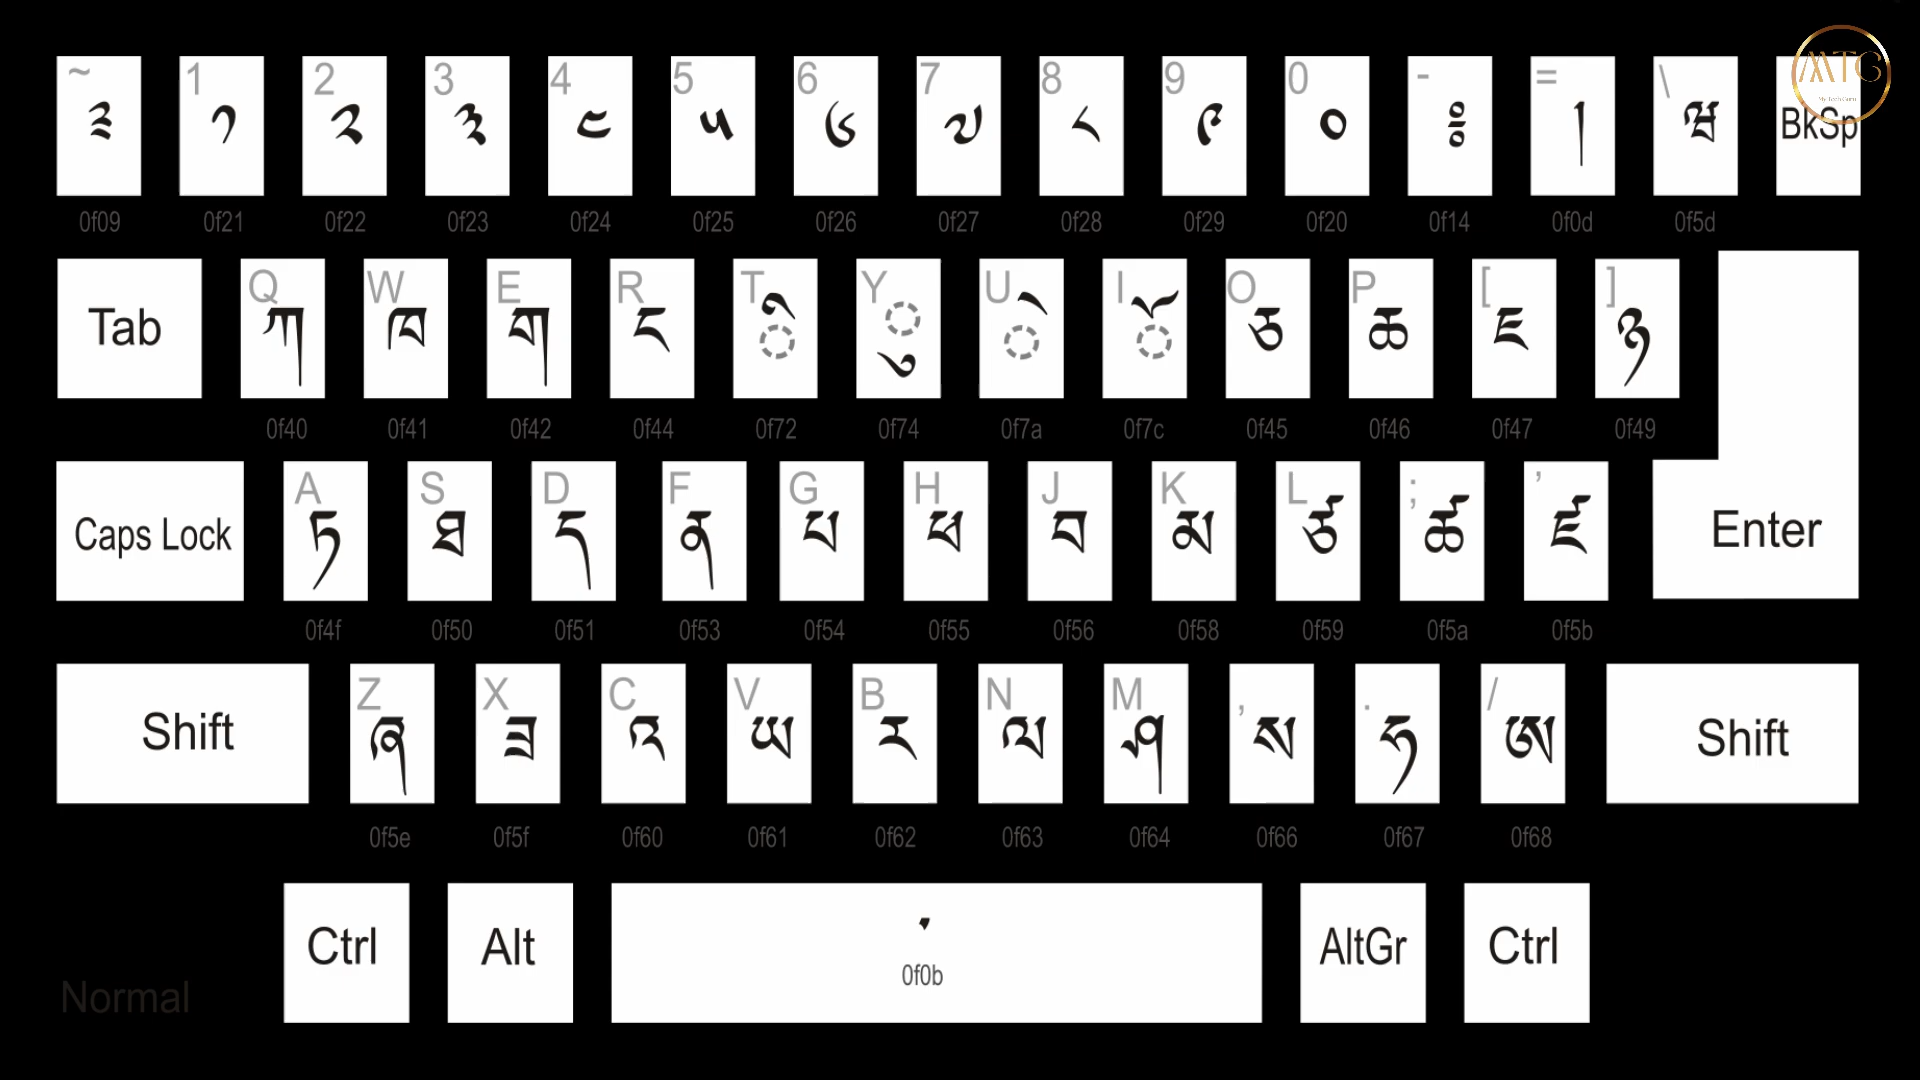 MTG
My Tech Guru
~ ༉ 1 ༡ 2 ༢ 3 ༣ 4 ༤ 5 ༥ 6 ༦ 7 ༧ 8 ༨ 9 ༩ 0 ༠ - ༔ = ། \ ཝ BkSp
0f09 0f21 0f22 0f23 0f24 0f25 0f26 0f27 0f28 0f29 0f20 0f14 0f0d 0f5d
Tab Q ཀ W ཁ E ག R ང T ི Y ུ U ེ I ོ O ཅ P ཆ [ ཇ ] ཉ
0f40 0f41 0f42 0f44 0f72 0f74 0f7a 0f7c 0f45 0f46 0f47 0f49
Caps Lock A ཏ S ཐ D ད F ན G པ H ཕ J བ K མ L ཙ ; ཚ ' ཛ Enter
0f4f 0f50 0f51 0f53 0f54 0f55 0f56 0f58 0f59 0f5a 0f5b
Shift Z ཞ X ཟ C འ V ཡ B ར N ལ M ཤ , ས . ཧ / ཨ Shift
0f5e 0f5f 0f60 0f61 0f62 0f63 0f64 0f66 0f67 0f68
Ctrl Alt ་ AltGr Ctrl
0f0b
Normal